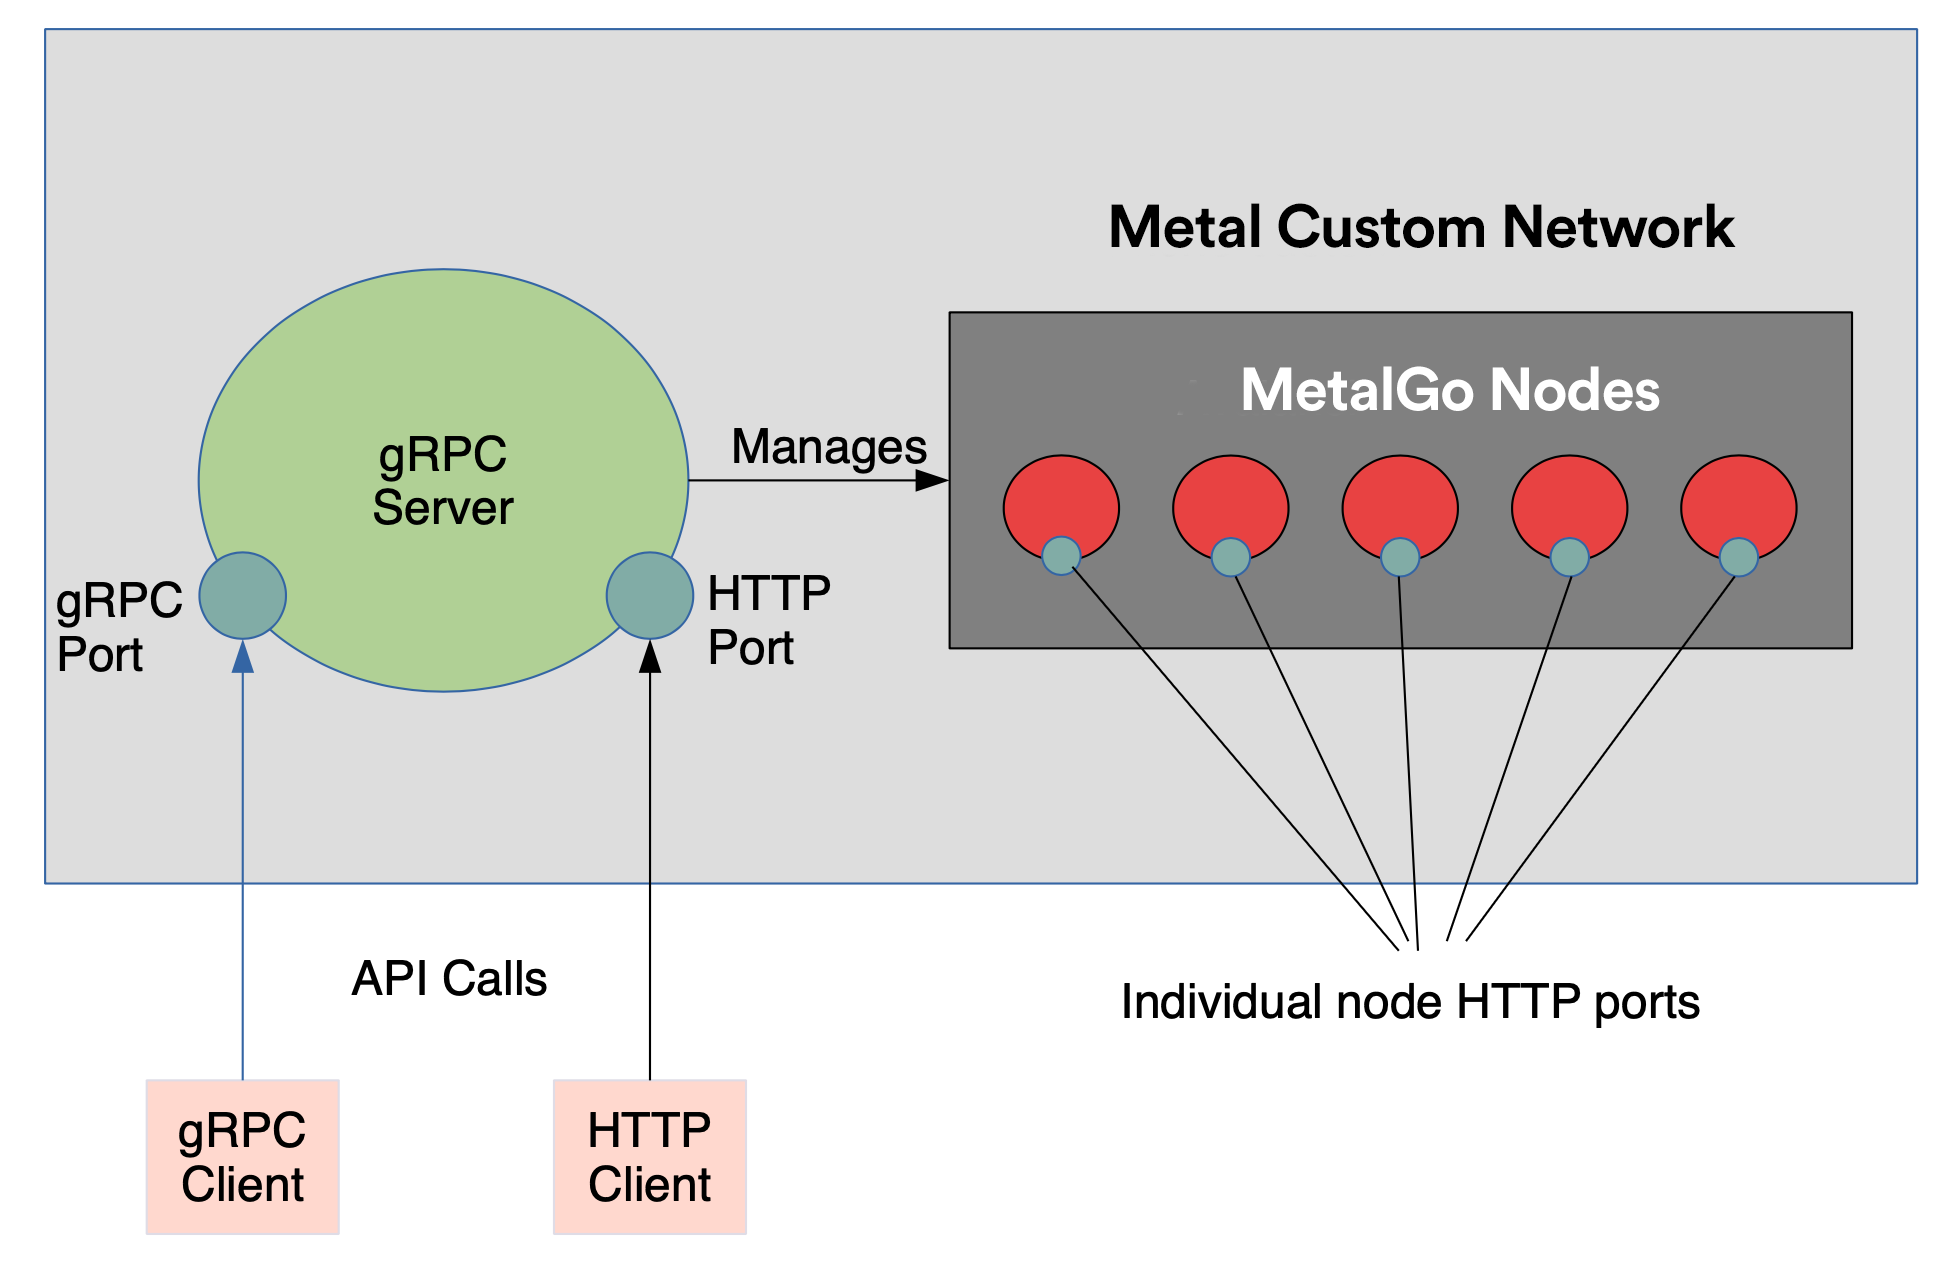 Metal Custom Network
MetalGo Nodes
gRPC
Server
Manages
gRPC
Port
HTTP
Port
API Calls
Individual node HTTP ports
gRPC
Client
HTTP
Client